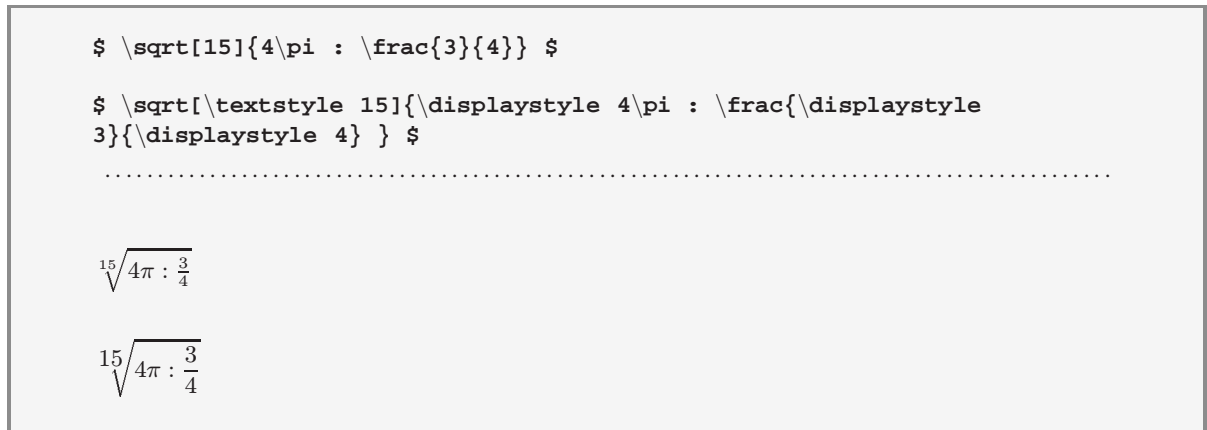 $ \sqrt[15]{4\pi : \frac{3}{4}} $
$ \sqrt[\textstyle 15]{\displaystyle 4\pi : \frac{\displaystyle
3}{\displaystyle 4} } $
................................................................................................
15√4π : 3/4
15√4π : 3/4